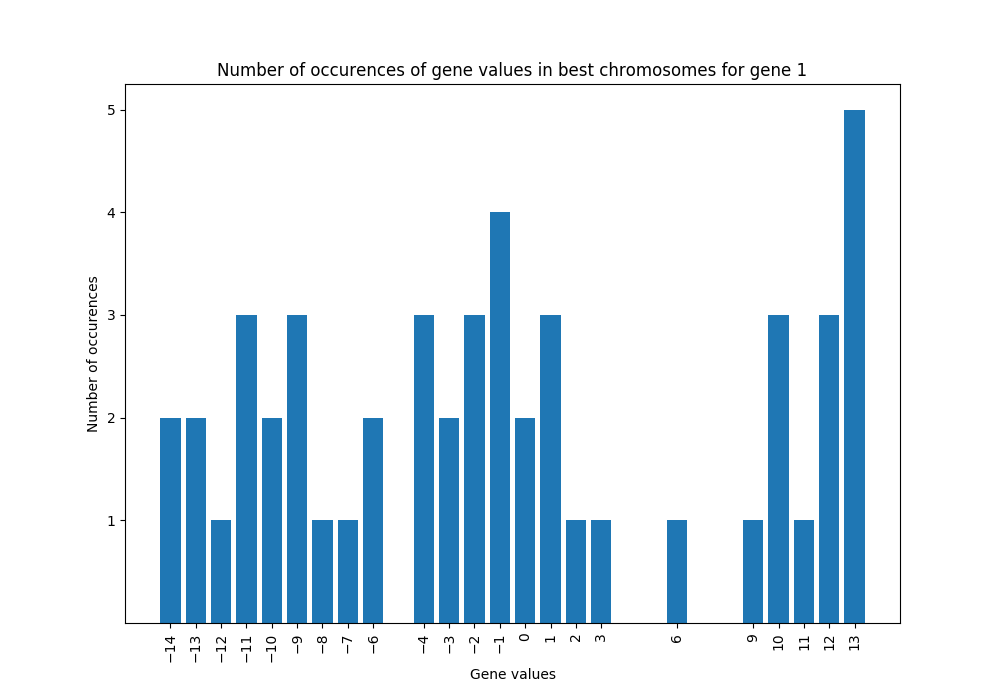 Number of occurences of gene values in best chromosomes for gene 1
Number of occurences
5
4
3
2
1
−14 −13 −12 −11 −10 −9 −8 −7 −6 −4 −3 −2 −1 0 1 2 3 6 9 10 11 12 13
Gene values